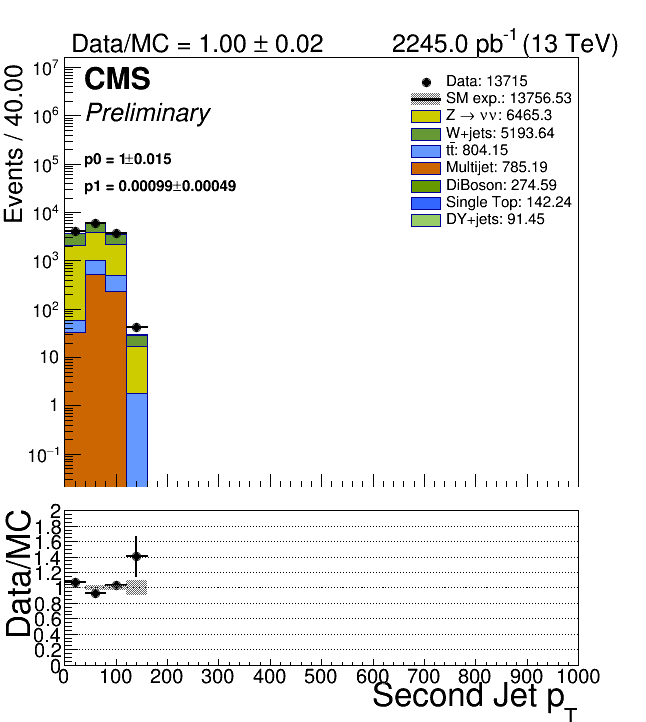 Data/MC = 1.00 ± 0.02 2245.0 pb⁻¹ (13 TeV)
CMS
Preliminary
p0 = 1±0.015
p1 = 0.00099±0.00049
Data: 13715
SM exp.: 13756.53
Z → νν: 6465.3
W+jets: 5193.64
tt̄: 804.15
Multijet: 785.19
DiBoson: 274.59
Single Top: 142.24
DY+jets: 91.45
Events / 40.00
10⁷
10⁶
10⁵
10⁴
10³
10²
10
1
10⁻¹
Data/MC
2
1.8
1.6
1.4
1.2
1
0.8
0.6
0.4
0.2
0
0 100 200 300 400 500 600 700 800 900 1000
Second Jet p_T